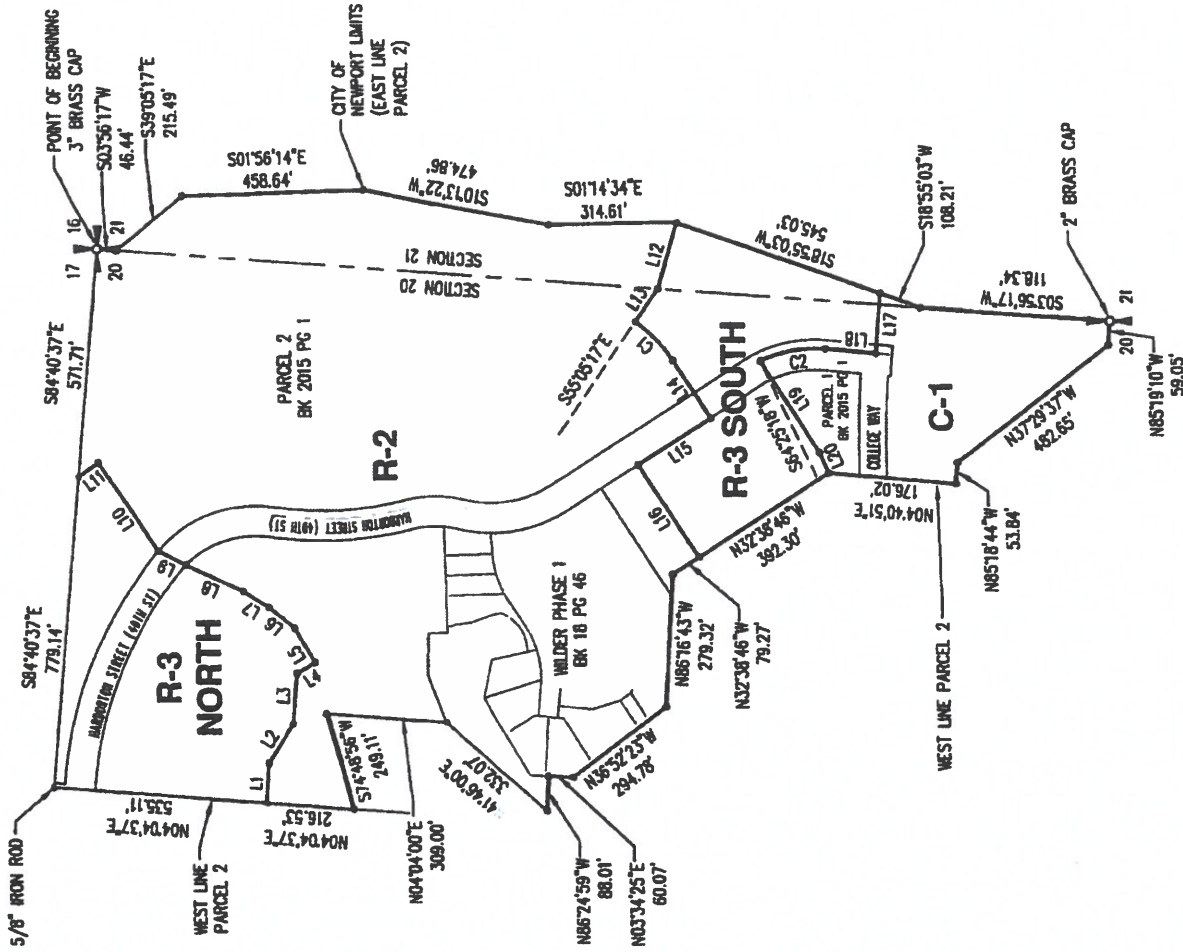 5/8" IRON ROD
S84°40'37"E
779.14'
S84°40'37"E
571.71'
17
16
20
21
POINT OF BEGINNING
3" BRASS CAP
S03°56'17"W
46.44'
S39°05'17"E
215.49'
S01°56'14"E
458.64'
CITY OF
NEWPORT LIMITS
(EAST LINE
PARCEL 2)
S10°13'22"W
474.86'
S01°14'34"E
314.61'
S18°55'03"W
545.03'
S18°55'03"W
108.21'
S03°56'17"W
118.34'
2" BRASS CAP
20
21
N85°19'10"W
59.05'
N37°29'37"W
482.65'
N85°18'44"W
53.84'
N04°40'51"E
176.02'
WEST LINE PARCEL 2
N32°38'46"W
392.30'
N32°38'46"W
79.27'
N86°16'43"W
279.32'
N36°52'23"W
294.78'
N03°34'25"E
60.07'
N86°24'59"W
88.01'
41°46'00"E
332.07'
N04°04'00"E
309.00'
S74°48'56"W
249.11'
N04°04'37"E
216.53'
N04°04'37"E
535.11'
WEST LINE
PARCEL 2
HARBORTON STREET (49TH ST)
R-3
NORTH
L1
L2
L3
L4
L5
L6
L7
L8
L9
L10
L11
PARCEL 2
BK 2015 PG 1
R-2
HARBORTON STREET (49TH ST)
SECTION 21
SECTION 20
L12
L13
S55°05'17"E
L14
L15
L16
R-3 SOUTH
WILDER PHASE 1
BK 18 PG 46
S64°25'18"W
L19
L20
L18
L17
PARCEL 1
BK 2015 PG 1
COLLEGE WAY
C-1